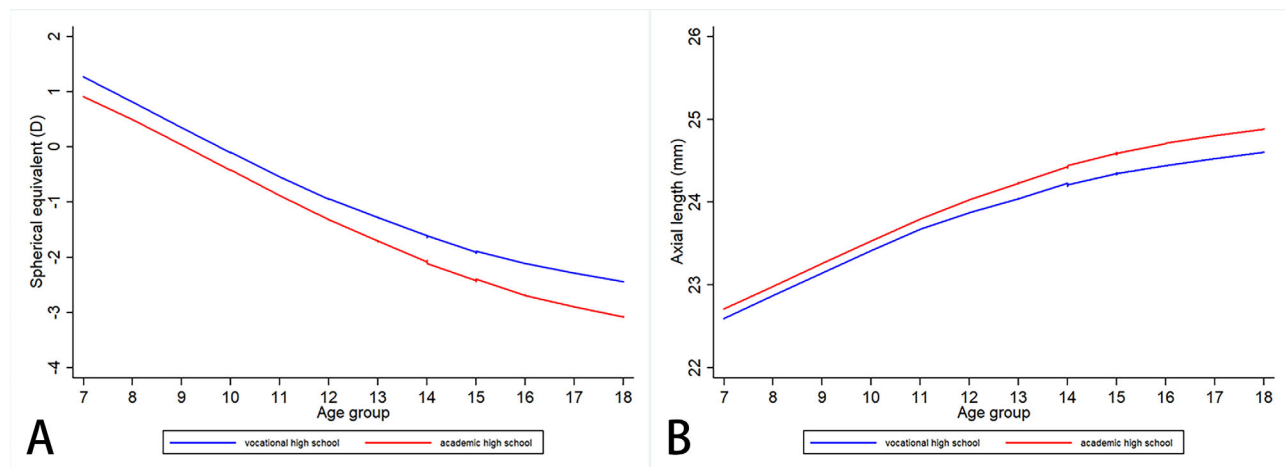 2
1
0
-1
-2
-3
-4
Spherical equivalent (D)
7 8 9 10 11 12 13 14 15 16 17 18
Age group
vocational high school academic high school
A
26
25
24
23
22
Axial length (mm)
7 8 9 10 11 12 13 14 15 16 17 18
Age group
vocational high school academic high school
B